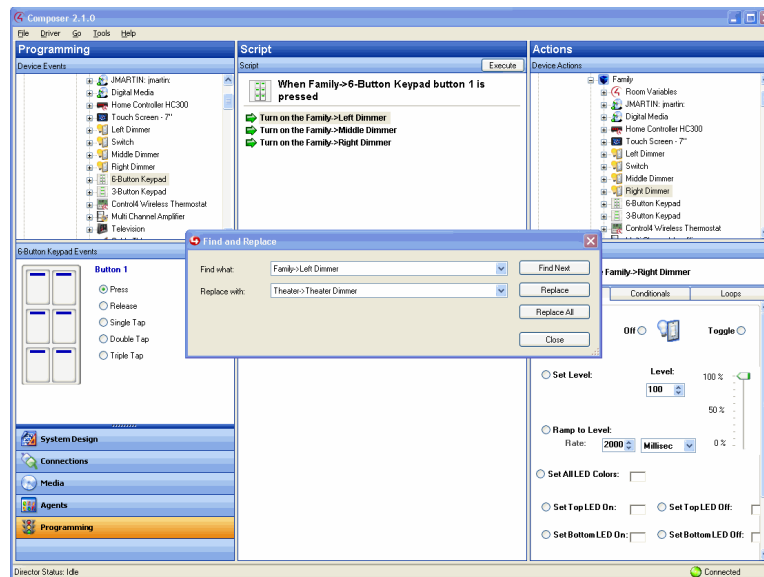 Composer 2.1.0
File Driver Go Tools Help
Programming
Device Events
JMARTIN: jmartin:
Digital Media
Home Controller HC300
Touch Screen - 7"
Left Dimmer
Switch
Middle Dimmer
Right Dimmer
6-Button Keypad
3-Button Keypad
Control4 Wireless Thermostat
Multi Channel Amplifier
Television
6-Button Keypad Events
Button 1
Press
Release
Single Tap
Double Tap
Triple Tap
System Design
Connections
Media
Agents
Programming
Script
Script Execute
When Family->6-Button Keypad button 1 is
pressed
Turn on the Family->Left Dimmer
Turn on the Family->Middle Dimmer
Turn on the Family->Right Dimmer
Find and Replace
Find what: Family->Left Dimmer Find Next
Replace with: Theater->Theater Dimmer Replace
Replace All
Close
Actions
Device Actions
Family
Room Variables
JMARTIN: jmartin:
Digital Media
Home Controller HC300
Touch Screen - 7"
Left Dimmer
Switch
Middle Dimmer
Right Dimmer
6-Button Keypad
3-Button Keypad
Control4 Wireless Thermostat
Family->Right Dimmer
Conditionals Loops
Off Toggle
Set Level: Level: 100 %
100
50 %
Ramp to Level:
Rate: 2000 Millisec 0 %
Set All LED Colors:
Set Top LED On: Set Top LED Off:
Set Bottom LED On: Set Bottom LED Off:
Director Status: Idle Connected